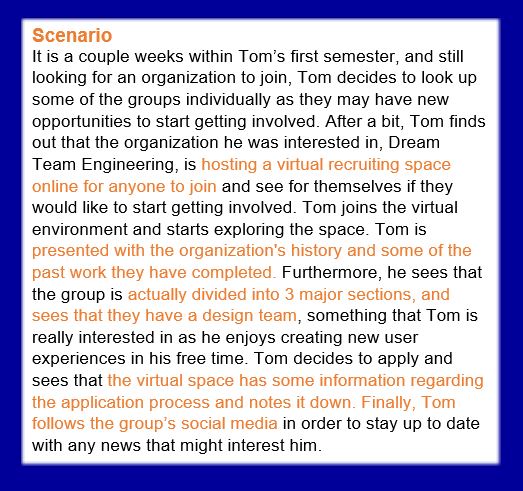 Scenario
It is a couple weeks within Tom's first semester, and still
looking for an organization to join, Tom decides to look up
some of the groups individually as they may have new
opportunities to start getting involved. After a bit, Tom finds
out that the organization he was interested in, Dream
Team Engineering, is hosting a virtual recruiting space
online for anyone to join and see for themselves if they
would like to start getting involved. Tom joins the virtual
environment and starts exploring the space. Tom is
presented with the organization's history and some of the
past work they have completed. Furthermore, he sees that
the group is actually divided into 3 major sections, and
sees that they have a design team, something that Tom is
really interested in as he enjoys creating new user
experiences in his free time. Tom decides to apply and
sees that the virtual space has some information regarding
the application process and notes it down. Finally, Tom
follows the group's social media in order to stay up to date
with any news that might interest him.